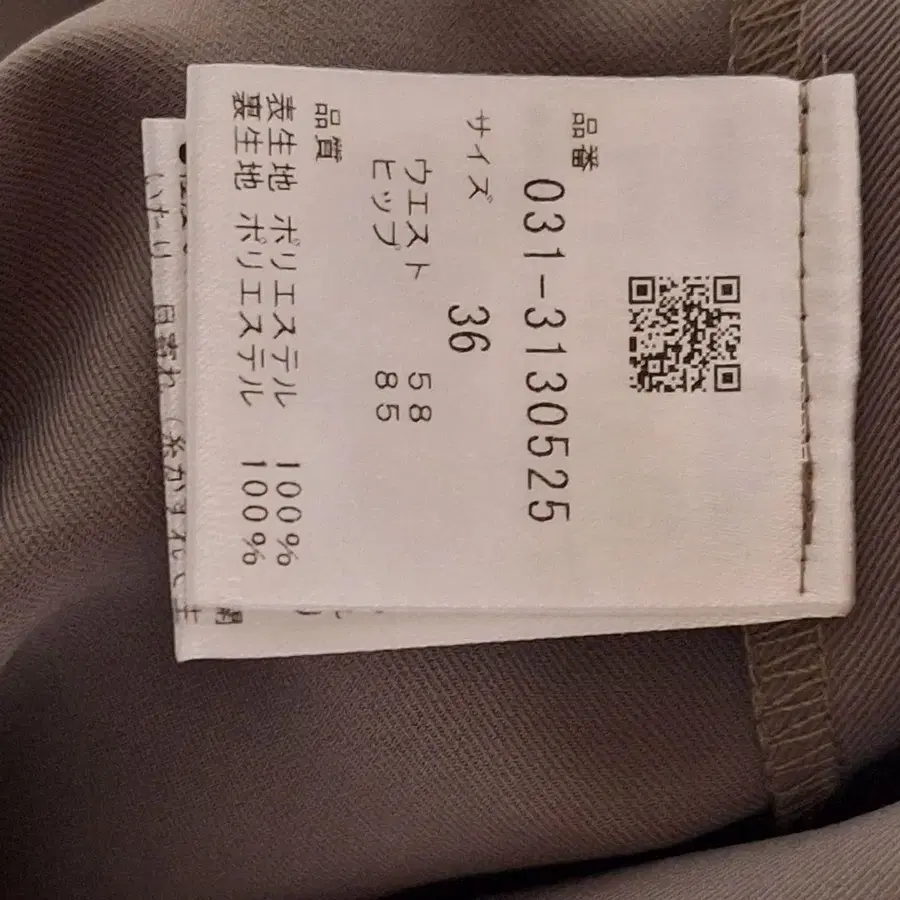 品番
031-3130525
サイズ
36
ウエスト 58
ヒップ 85
品質
表生地 ポリエステル 100%
裏生地 ポリエステル 100%